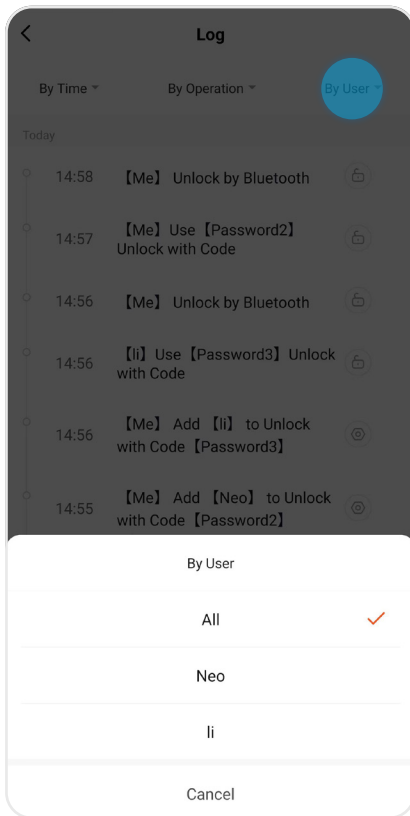 Log
By Time By Operation By User
Today
14:58 【Me】 Unlock by Bluetooth
14:57 【Me】Use【Password2】
Unlock with Code
14:56 【Me】 Unlock by Bluetooth
14:56 【li】Use【Password3】Unlock
with Code
14:56 【Me】 Add 【li】 to Unlock
with Code【Password3】
14:55 【Me】 Add 【Neo】 to Unlock
with Code【Password2】
By User
All
Neo
li
Cancel